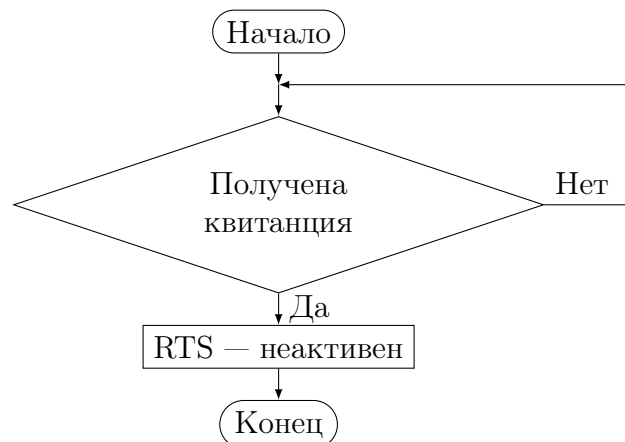 Начало
Получена
квитанция
Нет
Да
RTS — неактивен
Конец